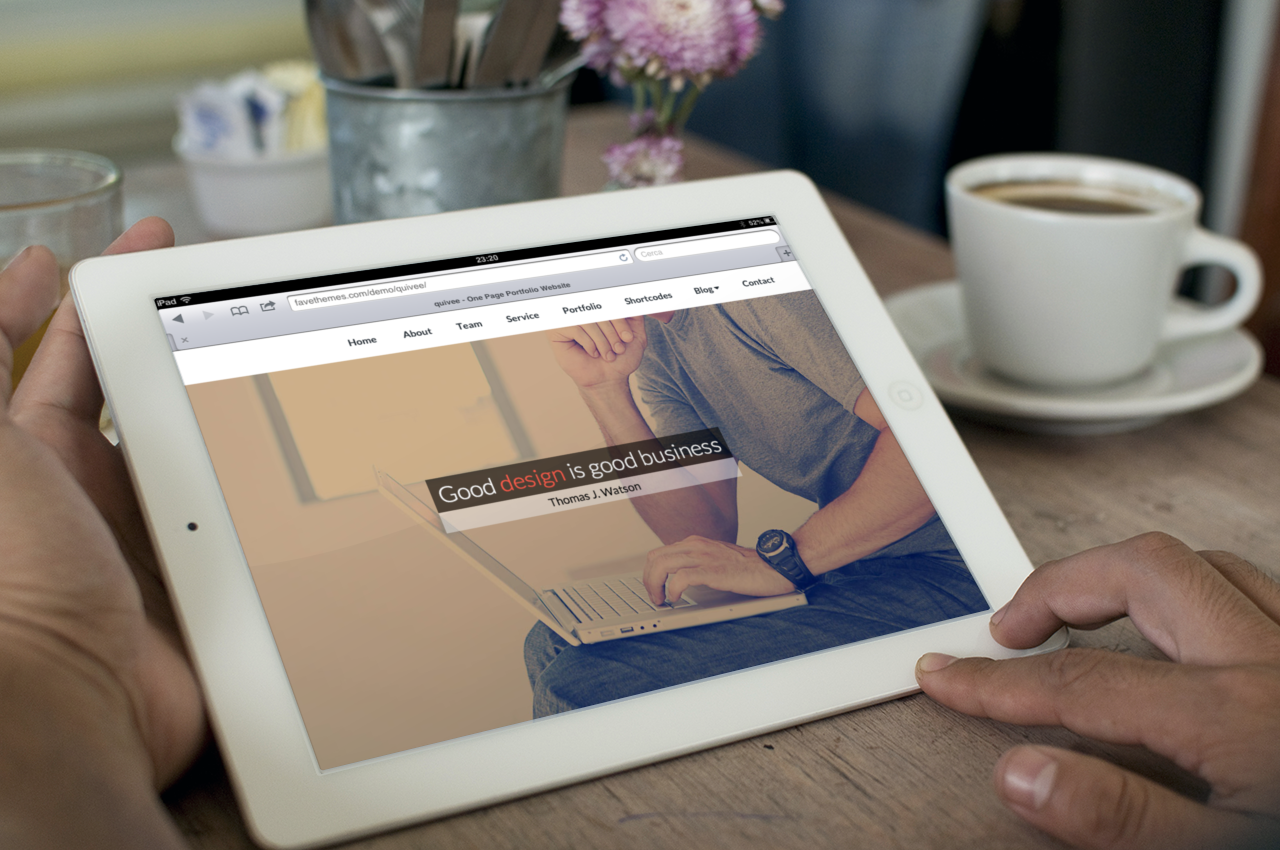 iPad 23:20 52%
favethemes.com/demo/quivee/ Cerca
quivee - One Page Portfolio Website
Home About Team Service Portfolio Shortcodes Blog Contact
Good design is good business
Thomas J. Watson